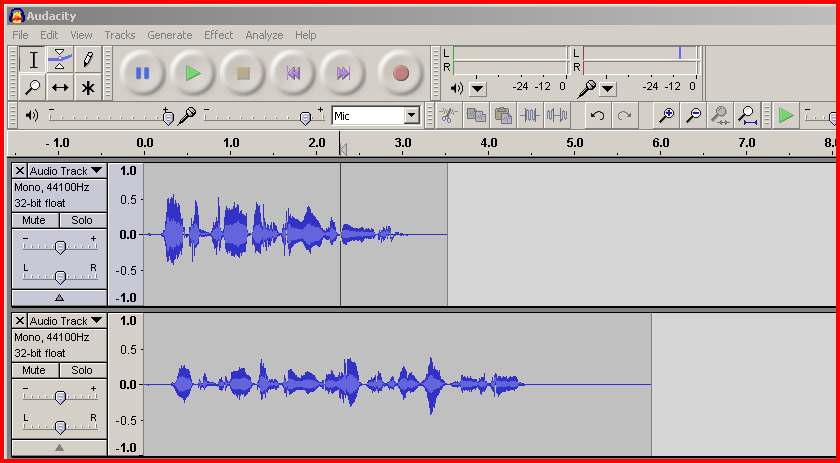 Audacity
File Edit View Tracks Generate Effect Analyze Help
L
R
-24 -12 0
L
R
-24 -12 0
- + - + Mic
- 1.0 0.0 1.0 2.0 3.0 4.0 5.0 6.0 7.0 8.0
X Audio Track 1.0
Mono, 44100Hz
32-bit float 0.5
Mute Solo
- + 0.0
L R -0.5
-1.0
X Audio Track 1.0
Mono, 44100Hz
32-bit float 0.5
Mute Solo
- + 0.0
L R -0.5
-1.0